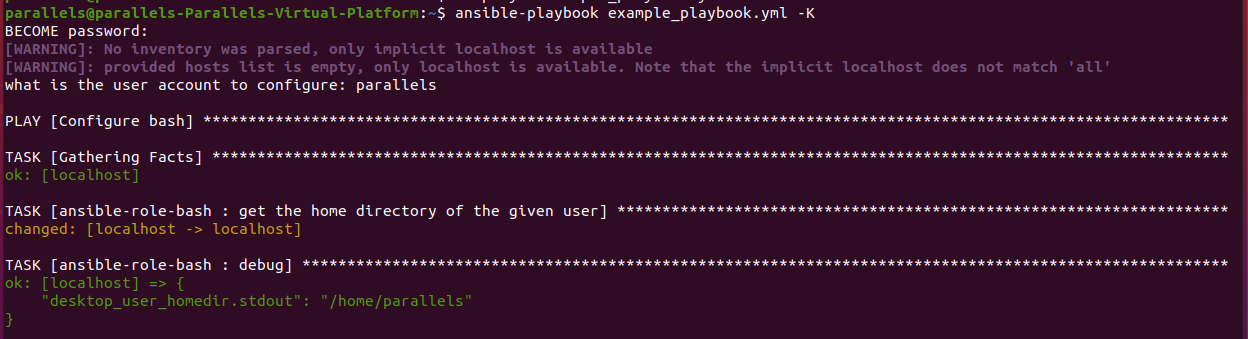 parallels@parallels-Parallels-Virtual-Platform:~$ ansible-playbook example_playbook.yml -K
BECOME password:
[WARNING]: No inventory was parsed, only implicit localhost is available
[WARNING]: provided hosts list is empty, only localhost is available. Note that the implicit localhost does not match 'all'
what is the user account to configure: parallels
PLAY [Configure bash] ******************************************************************************************************************
TASK [Gathering Facts] *****************************************************************************************************************
ok: [localhost]
TASK [ansible-role-bash : get the home directory of the given user] ********************************************************************
changed: [localhost -> localhost]
TASK [ansible-role-bash : debug] *******************************************************************************************************
ok: [localhost] => {
    "desktop_user_homedir.stdout": "/home/parallels"
}